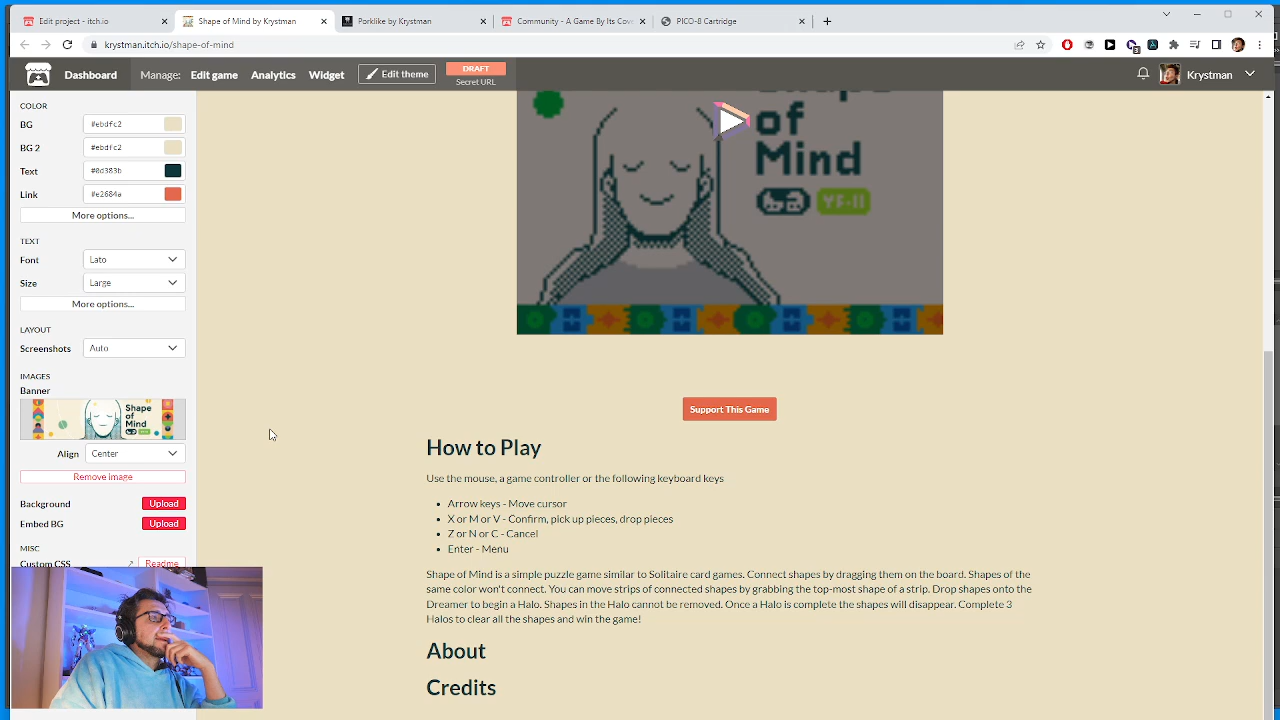 Edit project - itch.io
Shape of Mind by Krystman
Porklike by Krystman
Community - A Game By Its Cov
PICO-8 Cartridge
krystman.itch.io/shape-of-mind
Dashboard
Manage:
Edit game
Analytics
Widget
Edit theme
DRAFT
Secret URL
Krystman
COLOR
BG
#ebdfc2
BG 2
#ebdfc2
Text
#0d383b
Link
#e2684a
More options...
TEXT
Font
Lato
Size
Large
More options...
LAYOUT
Screenshots
Auto
IMAGES
Banner
Shape
of
Mind
Align
Center
Remove image
Background
Upload
Embed BG
Upload
MISC
Custom CSS
Readme
of
Mind
YF-11
Support This Game
How to Play
Use the mouse, a game controller or the following keyboard keys
• Arrow keys - Move cursor
• X or M or V - Confirm, pick up pieces, drop pieces
• Z or N or C - Cancel
• Enter - Menu
Shape of Mind is a simple puzzle game similar to Solitaire card games. Connect shapes by dragging them on the board. Shapes of the
same color won't connect. You can move strips of connected shapes by grabbing the top-most shape of a strip. Drop shapes onto the
Dreamer to begin a Halo. Shapes in the Halo cannot be removed. Once a Halo is complete the shapes will disappear. Complete 3
Halos to clear all the shapes and win the game!
About
Credits